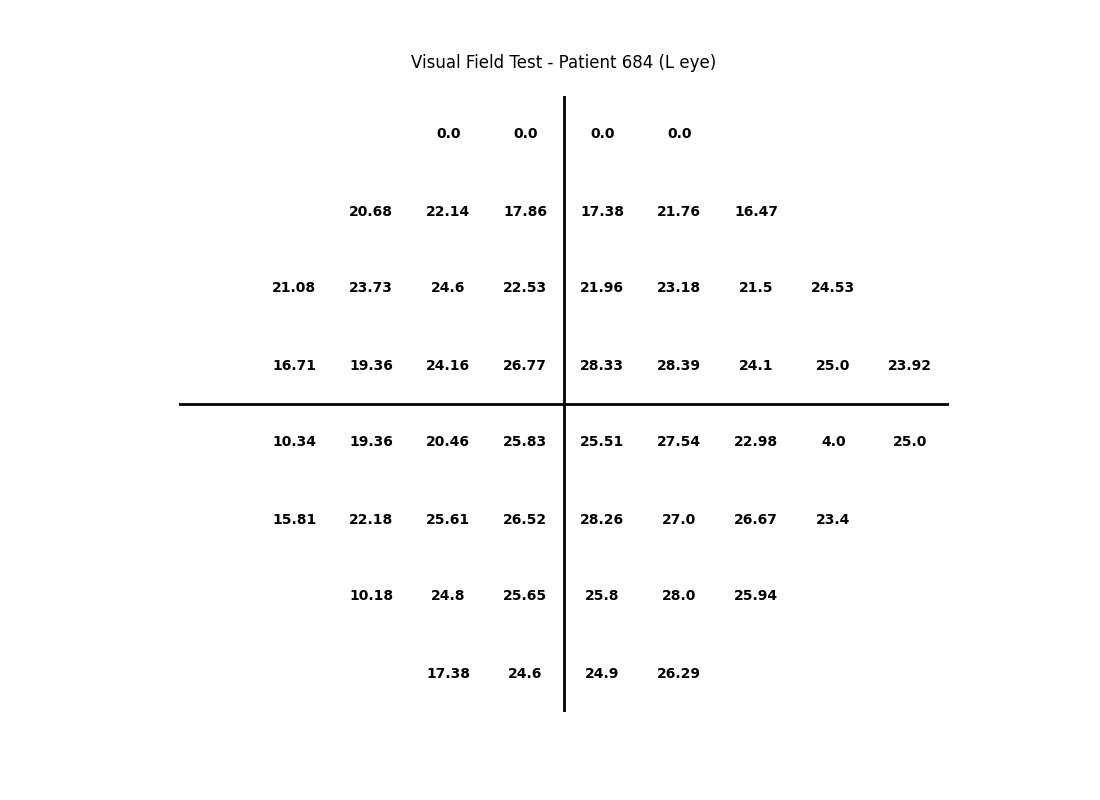 Visual Field Test - Patient 684 (L eye)
0.0 0.0 0.0 0.0
20.68 22.14 17.86 17.38 21.76 16.47
21.08 23.73 24.6 22.53 21.96 23.18 21.5 24.53
16.71 19.36 24.16 26.77 28.33 28.39 24.1 25.0 23.92
10.34 19.36 20.46 25.83 25.51 27.54 22.98 4.0 25.0
15.81 22.18 25.61 26.52 28.26 27.0 26.67 23.4
10.18 24.8 25.65 25.8 28.0 25.94
17.38 24.6 24.9 26.29